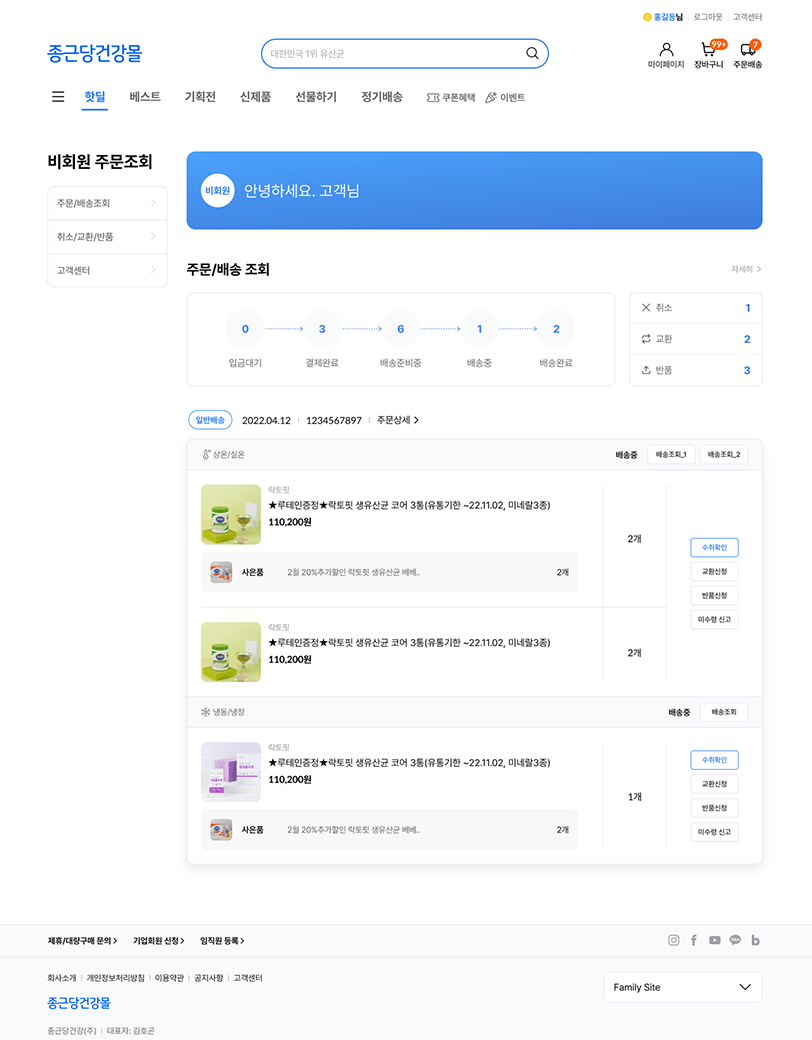 홍길동님 | 로그아웃 | 고객센터
종근당건강몰
대한민국 1위 유산균
99+
7
마이페이지 장바구니 주문배송
핫딜 베스트 기획전 신제품 선물하기 정기배송 쿠폰혜택 이벤트
비회원 주문조회
주문/배송조회
취소/교환/반품
고객센터
비회원 안녕하세요. 고객님
주문/배송 조회
자세히
0 3 6 1 2
입금대기 결제완료 배송준비중 배송중 배송완료
취소 1
교환 2
반품 3
일반배송 2022.04.12 | 1234567897 | 주문상세
상온/실온 배송중 배송조회_1 배송조회_2
락토핏
★루테인증정★락토핏 생유산균 코어 3통(유통기한 ~22.11.02, 미네랄3종)
110,200원
2개
사은품 2월 20%추가할인 락토핏 생유산균 베베.. 2개
수취확인
교환신청
반품신청
미수령 신고
락토핏
★루테인증정★락토핏 생유산균 코어 3통(유통기한 ~22.11.02, 미네랄3종)
110,200원
2개
냉동/냉장 배송중 배송조회
락토핏
★루테인증정★락토핏 생유산균 코어 3통(유통기한 ~22.11.02, 미네랄3종)
110,200원
1개
사은품 2월 20%추가할인 락토핏 생유산균 베베.. 2개
수취확인
교환신청
반품신청
미수령 신고
제휴/대량구매 문의 기업회원 신청 임직원 등록
회사소개 | 개인정보처리방침 | 이용약관 | 공지사항 | 고객센터
Family Site
종근당건강몰
종근당건강(주) | 대표자: 김호곤